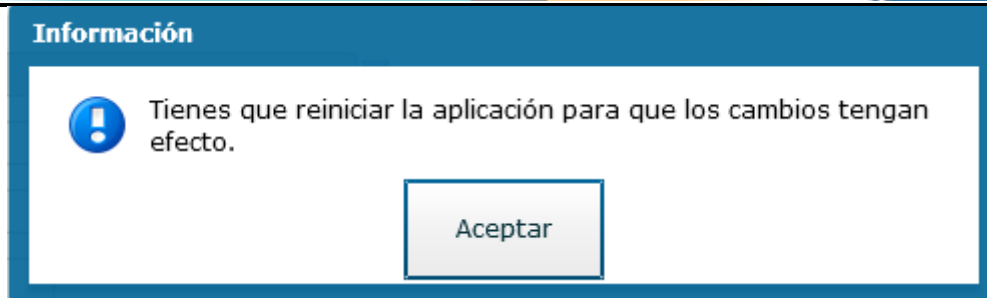 Información
Tienes que reiniciar la aplicación para que los cambios tengan
efecto.
Aceptar